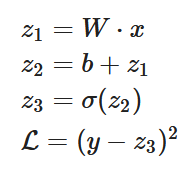 z₁ = W · x
z₂ = b + z₁
z₃ = σ(z₂)
ℒ = (y − z₃)²